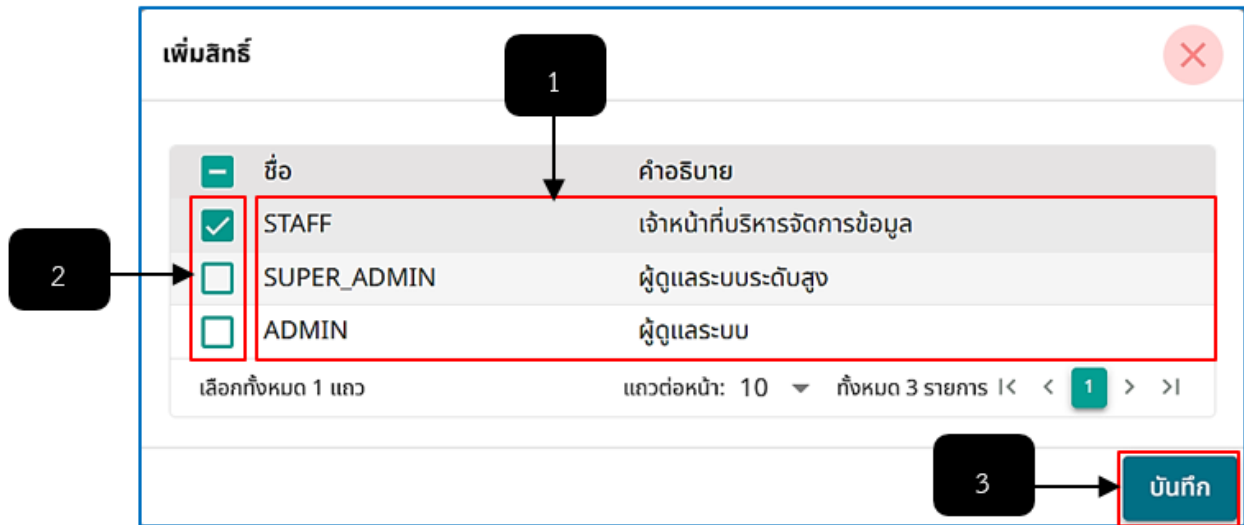 เพิ่มสิทธิ์
1
ชื่อ คำอธิบาย
STAFF เจ้าหน้าที่บริหารจัดการข้อมูล
2
SUPER_ADMIN ผู้ดูแลระบบระดับสูง
ADMIN ผู้ดูแลระบบ
เลือกทั้งหมด 1 แถว แถวต่อหน้า: 10 ทั้งหมด 3 รายการ 1
3
บันทึก